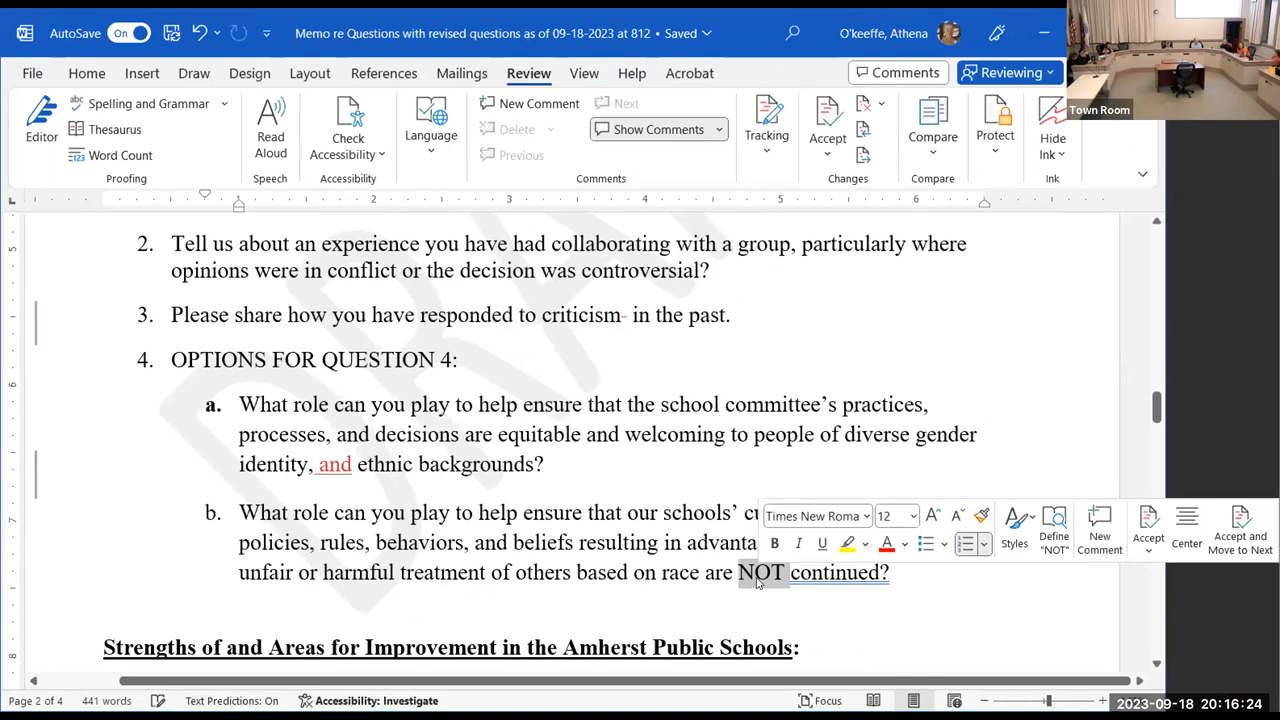 AutoSave On Memo re Questions with revised questions as of 09-18-2023 at 812 • Saved O'keeffe, Athena
File Home Insert Draw Design Layout References Mailings Review View Help Acrobat Comments Reviewing
Town Room
Editor
Spelling and Grammar
Thesaurus
Word Count
Proofing
Read Aloud
Speech
Check Accessibility
Accessibility
Language
New Comment
Delete
Previous
Next
Show Comments
Comments
Tracking
Accept
Changes
Compare
Compare
Protect
Hide Ink
Ink
1 2 3 4 5 6
2. Tell us about an experience you have had collaborating with a group, particularly where
opinions were in conflict or the decision was controversial?
3. Please share how you have responded to criticism- in the past.
4. OPTIONS FOR QUESTION 4:
a. What role can you play to help ensure that the school committee's practices,
processes, and decisions are equitable and welcoming to people of diverse gender
identity, and ethnic backgrounds?
b. What role can you play to help ensure that our schools'
policies, rules, behaviors, and beliefs resulting in
unfair or harmful treatment of others based on race are NOT continued?
Times New Roma 12
B I U A
Styles
Define "NOT"
New Comment
Accept
Center
Accept and Move to Next
Strengths of and Areas for Improvement in the Amherst Public Schools:
5
6
7
8
DRA
Page 2 of 4 441 words Text Predictions: On Accessibility: Investigate Focus
2023-09-18 20:16:24